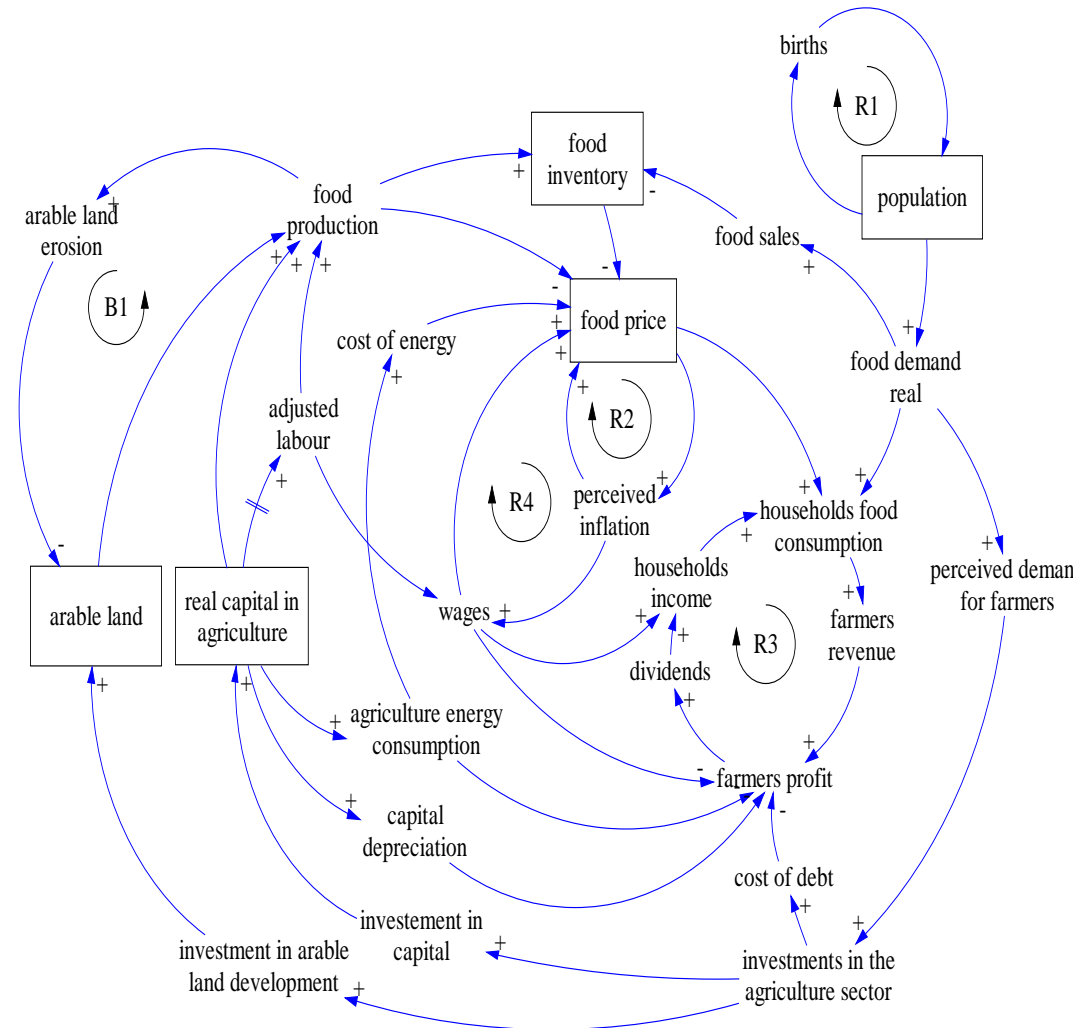 births
R1
food
inventory
population
food
production
arable land
erosion
food sales
B1
food price
cost of energy
food demand
real
adjusted
labour
R2
R4
perceived
inflation
households food
consumption
households
income
perceived deman
for farmers
arable land
real capital in
agriculture
wages
farmers
revenue
R3
dividends
agriculture energy
consumption
farmers profit
capital
depreciation
cost of debt
investement in
capital
investment in arable
land development
investments in the
agriculture sector